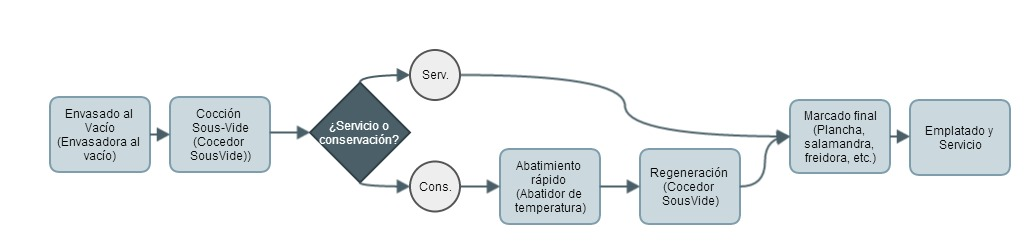 Envasado al
Vacío
(Envasadora al
vacío)
Cocción
Sous-Vide
(Cocedor
SousVide))
¿Servicio o
conservación?
Serv.
Cons.
Abatimiento
rápido
(Abatidor de
temperatura)
Regeneración
(Cocedor
SousVide)
Marcado final
(Plancha,
salamandra,
freidora, etc.)
Emplatado y
Servicio